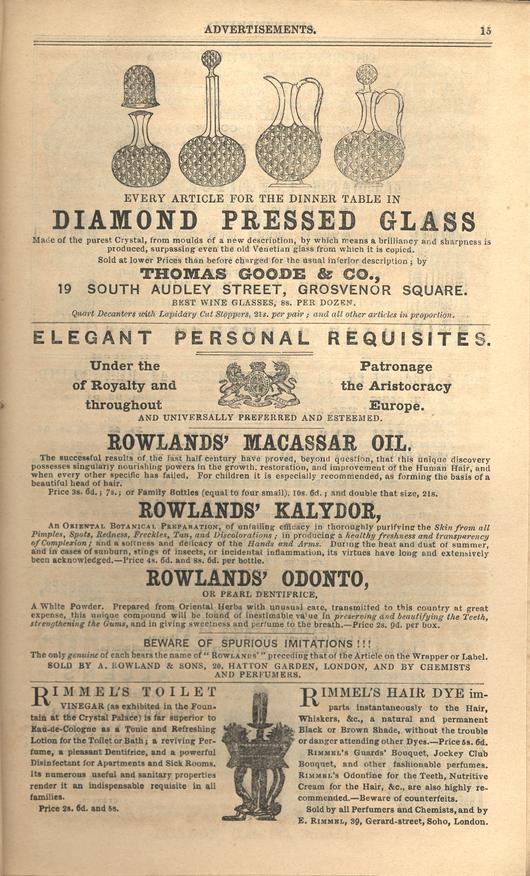 ADVERTISEMENTS. 15
EVERY ARTICLE FOR THE DINNER TABLE IN
DIAMOND PRESSED GLASS
Made of the purest Crystal, from moulds of a new description, by which means a brilliancy and sharpness is
produced, surpassing even the old Venetian glass from which it is copied.
Sold at lower Prices than before charged for the usual inferior description; by
THOMAS GOODE & CO.,
19 SOUTH AUDLEY STREET, GROSVENOR SQUARE.
BEST WINE GLASSES, 8s. PER DOZEN.
Quart Decanters with Lapidary Cut Stoppers, 21s. per pair; and all other articles in proportion.
ELEGANT PERSONAL REQUISITES.
Under the Patronage
of Royalty and the Aristocracy
throughout Europe.
AND UNIVERSALLY PREFERRED AND ESTEEMED.
ROWLANDS' MACASSAR OIL.
The successful results of the last half century have proved, beyond question, that this unique discovery
possesses singularly nourishing powers in the growth, restoration, and improvement of the Human Hair, and
when every other specific has failed. For children it is especially recommended, as forming the basis of a
beautiful head of hair.
Price 3s. 6d.; 7s.; or Family Bottles (equal to four small), 10s. 6d.; and double that size, 21s.
ROWLANDS' KALYDOR,
An ORIENTAL BOTANICAL PREPARATION, of unfailing efficacy in thoroughly purifying the Skin from all
Pimples, Spots, Redness, Freckles, Tan, and Discolorations; in producing a healthy freshness and transparency
of Complexion; and a softness and delicacy of the Hands and Arms. During the heat and dust of summer,
and in cases of sunburn, stings of insects, or incidental inflammation, its virtues have long and extensively
been acknowledged.—Price 4s. 6d. and 8s. 6d. per bottle.
ROWLANDS' ODONTO,
OR PEARL DENTIFRICE,
A White Powder. Prepared from Oriental Herbs with unusual care, transmitted to this country at great
expense, this unique compound will be found of inestimable value in preserving and beautifying the Teeth,
strengthening the Gums, and in giving sweetness and perfume to the breath.—Price 2s. 9d. per box.
BEWARE OF SPURIOUS IMITATIONS!!!
The only genuine of each bears the name of "ROWLANDS'" preceding that of the Article on the Wrapper or Label.
SOLD BY A. ROWLAND & SONS, 20, HATTON GARDEN, LONDON, AND BY CHEMISTS
AND PERFUMERS.
RIMMEL'S TOILET
VINEGAR (as exhibited in the Foun-
tain at the Crystal Palace) is far superior to
Eau-de-Cologne as a Tonic and Refreshing
Lotion for the Toilet or Bath; a reviving Per-
fume, a pleasant Dentifrice, and a powerful
Disinfectant for Apartments and Sick Rooms.
Its numerous useful and sanitary properties
render it an indispensable requisite in all
families.
Price 2s. 6d. and 5s.
RIMMEL'S HAIR DYE im-
parts instantaneously to the Hair,
Whiskers, &c., a natural and permanent
Black or Brown Shade, without the trouble
or danger attending other Dyes.—Price 5s. 6d.
RIMMEL'S Guards' Bouquet, Jockey Club
Bouquet, and other fashionable perfumes.
RIMMEL'S Odontine for the Teeth, Nutritive
Cream for the Hair, &c., are also highly re-
commended.—Beware of counterfeits.
Sold by all Perfumers and Chemists, and by
E. RIMMEL, 39, Gerard-street, Soho, London.